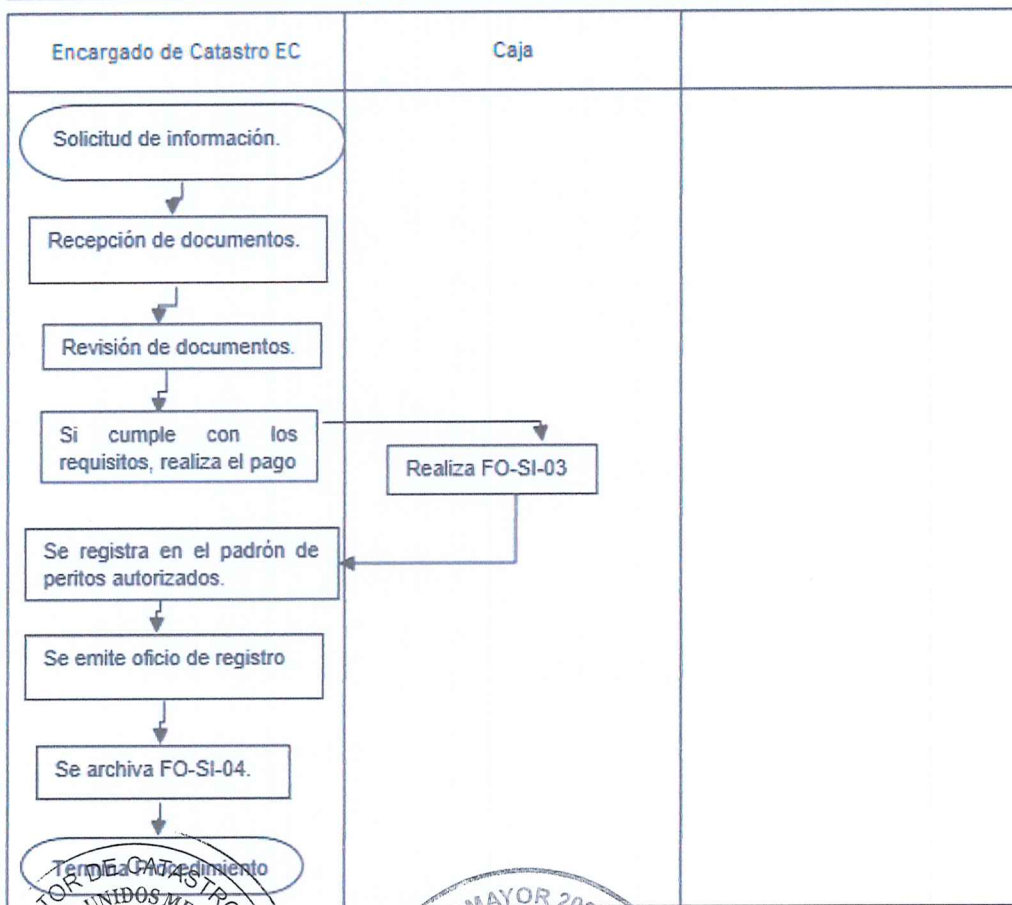 Encargado de Catastro EC
Caja
Solicitud de información.
Recepción de documentos.
Revisión de documentos.
Si cumple con los
requisitos, realiza el pago
Realiza FO-SI-03
Se registra en el padrón de
peritos autorizados.
Se emite oficio de registro
Se archiva FO-SI-04.
Termina Procedimiento
DE CATASTRO
UNIDOS
MAYOR